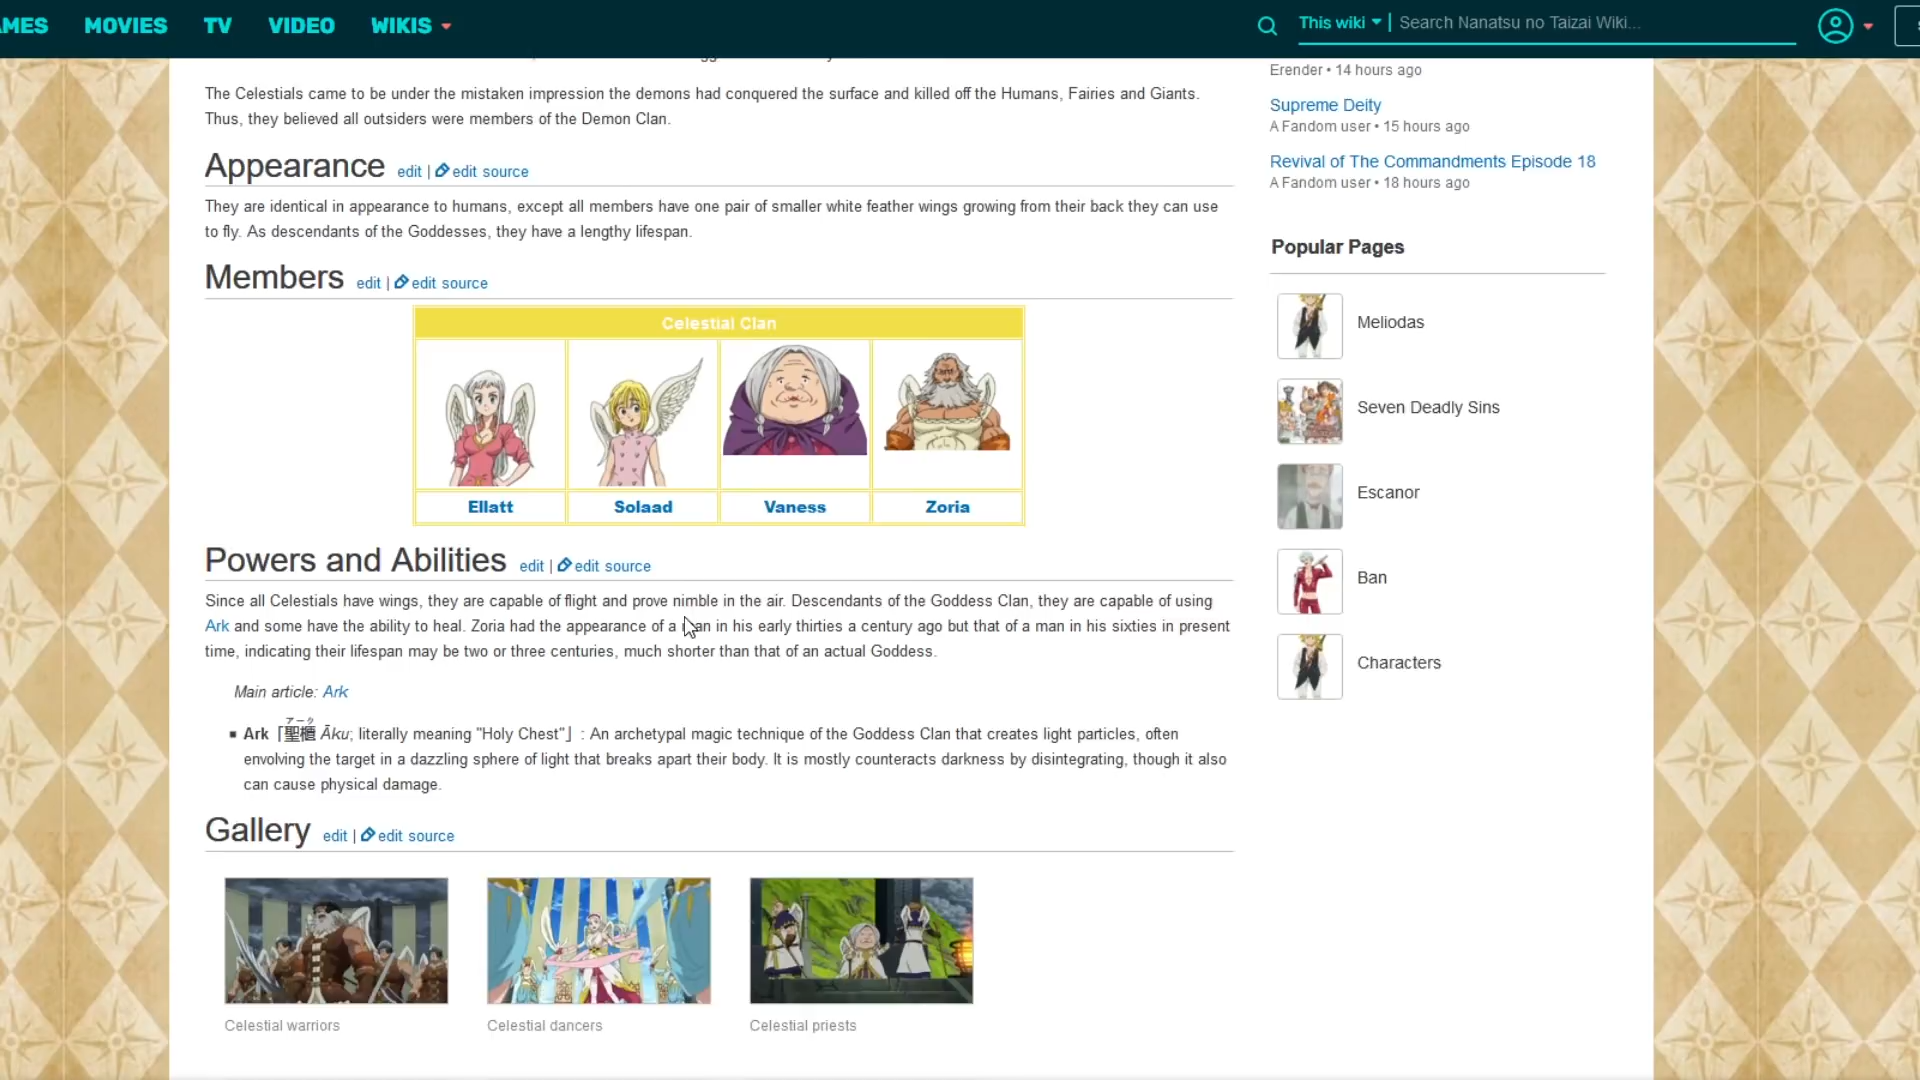 MES MOVIES TV VIDEO WIKIS
This wiki | Search Nanatsu no Taizai Wiki...
The Celestials came to be under the mistaken impression the demons had conquered the surface and killed off the Humans, Fairies and Giants.
Thus, they believed all outsiders were members of the Demon Clan.
Appearance edit | edit source
They are identical in appearance to humans, except all members have one pair of smaller white feather wings growing from their back they can use
to fly. As descendants of the Goddesses, they have a lengthy lifespan.
Members edit | edit source
Celestial Clan
Ellatt Solaad Vaness Zoria
Powers and Abilities edit | edit source
Since all Celestials have wings, they are capable of flight and prove nimble in the air. Descendants of the Goddess Clan, they are capable of using
Ark and some have the ability to heal. Zoria had the appearance of a man in his early thirties a century ago but that of a man in his sixties in present
time, indicating their lifespan may be two or three centuries, much shorter than that of an actual Goddess.
Main article: Ark
アーク
▪ Ark「聖櫃 Āku; literally meaning "Holy Chest"」: An archetypal magic technique of the Goddess Clan that creates light particles, often
envolving the target in a dazzling sphere of light that breaks apart their body. It is mostly counteracts darkness by disintegrating, though it also
can cause physical damage.
Gallery edit | edit source
Celestial warriors Celestial dancers Celestial priests
Erender • 14 hours ago
Supreme Deity
A Fandom user • 15 hours ago
Revival of The Commandments Episode 18
A Fandom user • 18 hours ago
Popular Pages
Meliodas
Seven Deadly Sins
Escanor
Ban
Characters